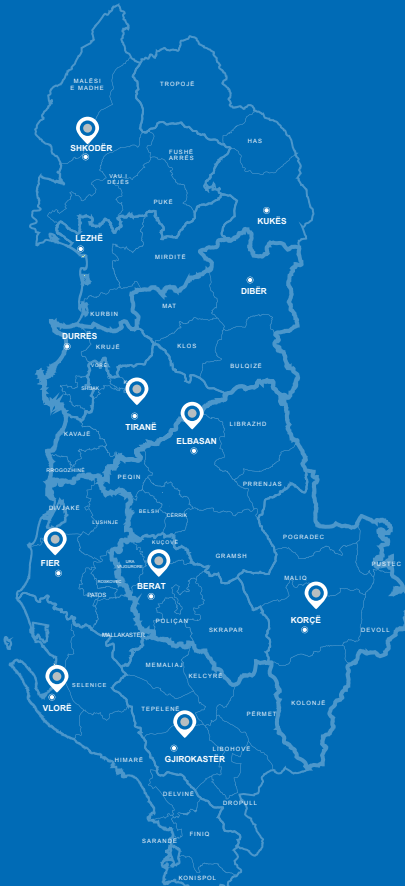 MALËSI
E MADHE
TROPOJË
SHKODËR
HAS
FUSHË
ARRËS
VAU I
DEJËS
PUKË
KUKËS
LEZHË
MIRDITË
DIBËR
MAT
KURBIN
DURRËS
KRUJË
KLOS
VORË
BULQIZË
SHIJAK
TIRANË
LIBRAZHD
KAVAJË
ELBASAN
RROGOZHINË
PEQIN
PRRENJAS
DIVJAKË
BELSH
CËRRIK
LUSHNJE
POGRADEC
KUÇOVË
GRAMSH
FIER
URA
VAJGURORE
PUSTEC
MALIQ
ROSKOVEC
BERAT
PATOS
POLIÇAN
KORÇË
SKRAPAR
DEVOLL
MALLAKASTËR
MEMALIAJ
KELCYRË
SELENICE
VLORË
TEPELENË
PËRMET
KOLONJË
LIBOHOVË
HIMARË
GJIROKASTËR
DELVINË
DROPULL
FINIQ
SARANDË
KONISPOL